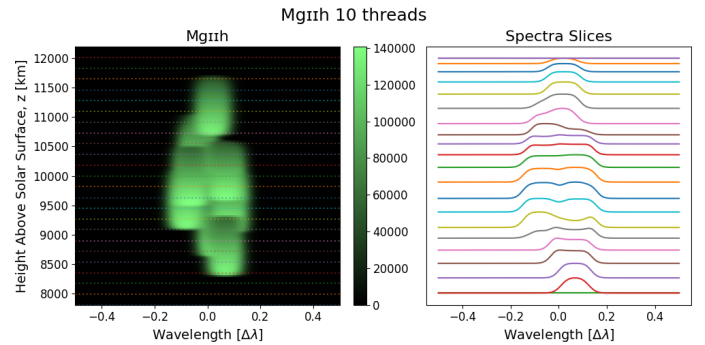 Mgɪɪh 10 threads
Mgɪɪh
Spectra Slices
Height Above Solar Surface, z [km]
12000
11500
11000
10500
10000
9500
9000
8500
8000
140000
120000
100000
80000
60000
40000
20000
0
−0.4 −0.2 0.0 0.2 0.4
−0.4 −0.2 0.0 0.2 0.4
Wavelength [Δλ]
Wavelength [Δλ]